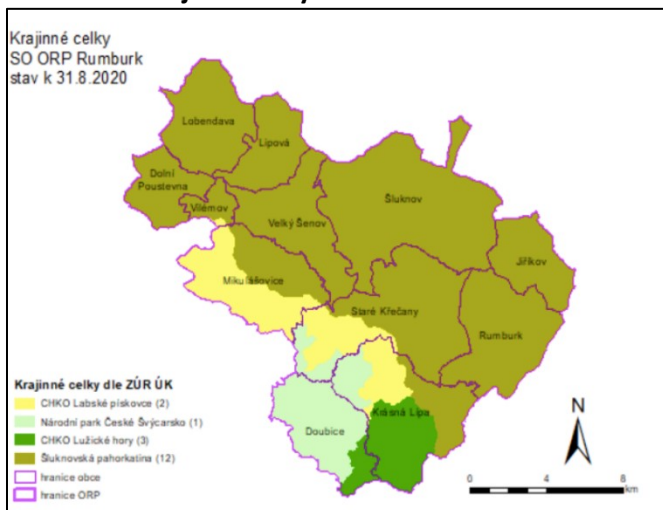 Krajinné celky
SO ORP Rumburk
stav k 31.8.2020
Lobendava
Lipová
Dolní
Poustevna
Vilémov
Velký Šenov
Šluknov
Jiříkov
Mikulášovice
Staré Křečany
Rumburk
Krásná Lípa
Doubice
Krajinné celky dle ZÚR ÚK
CHKO Labské pískovce (2)
Národní park České Švýcarsko (1)
CHKO Lužické hory (3)
Šluknovská pahorkatina (12)
hranice obce
hranice ORP
N
0 4 8
km